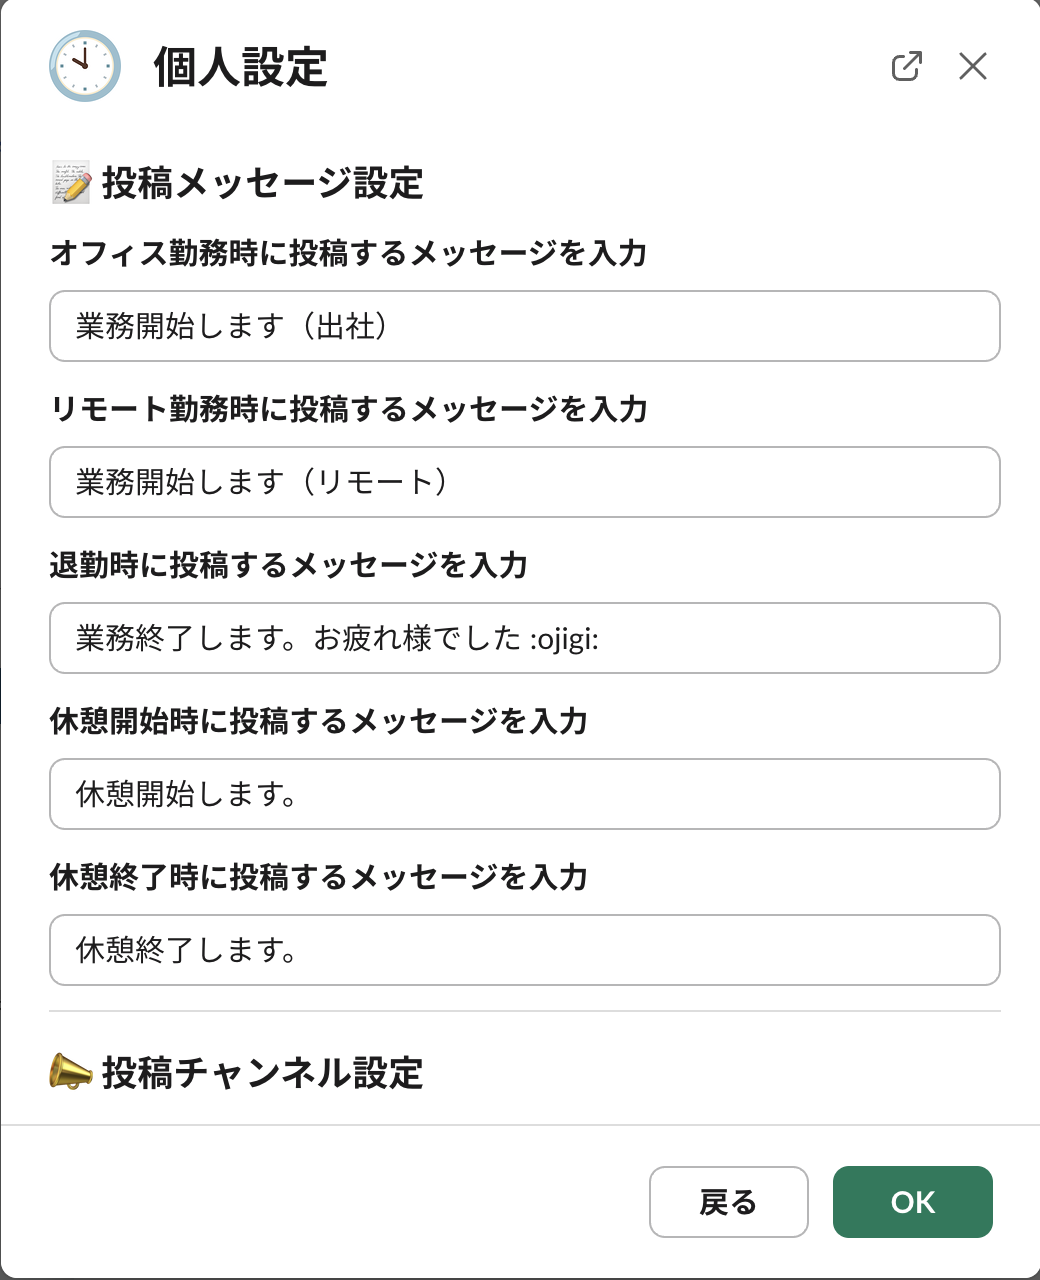 個人設定
投稿メッセージ設定
オフィス勤務時に投稿するメッセージを入力
業務開始します（出社）
リモート勤務時に投稿するメッセージを入力
業務開始します（リモート）
退勤時に投稿するメッセージを入力
業務終了します。お疲れ様でした :ojigi:
休憩開始時に投稿するメッセージを入力
休憩開始します。
休憩終了時に投稿するメッセージを入力
休憩終了します。
投稿チャンネル設定
戻る
OK